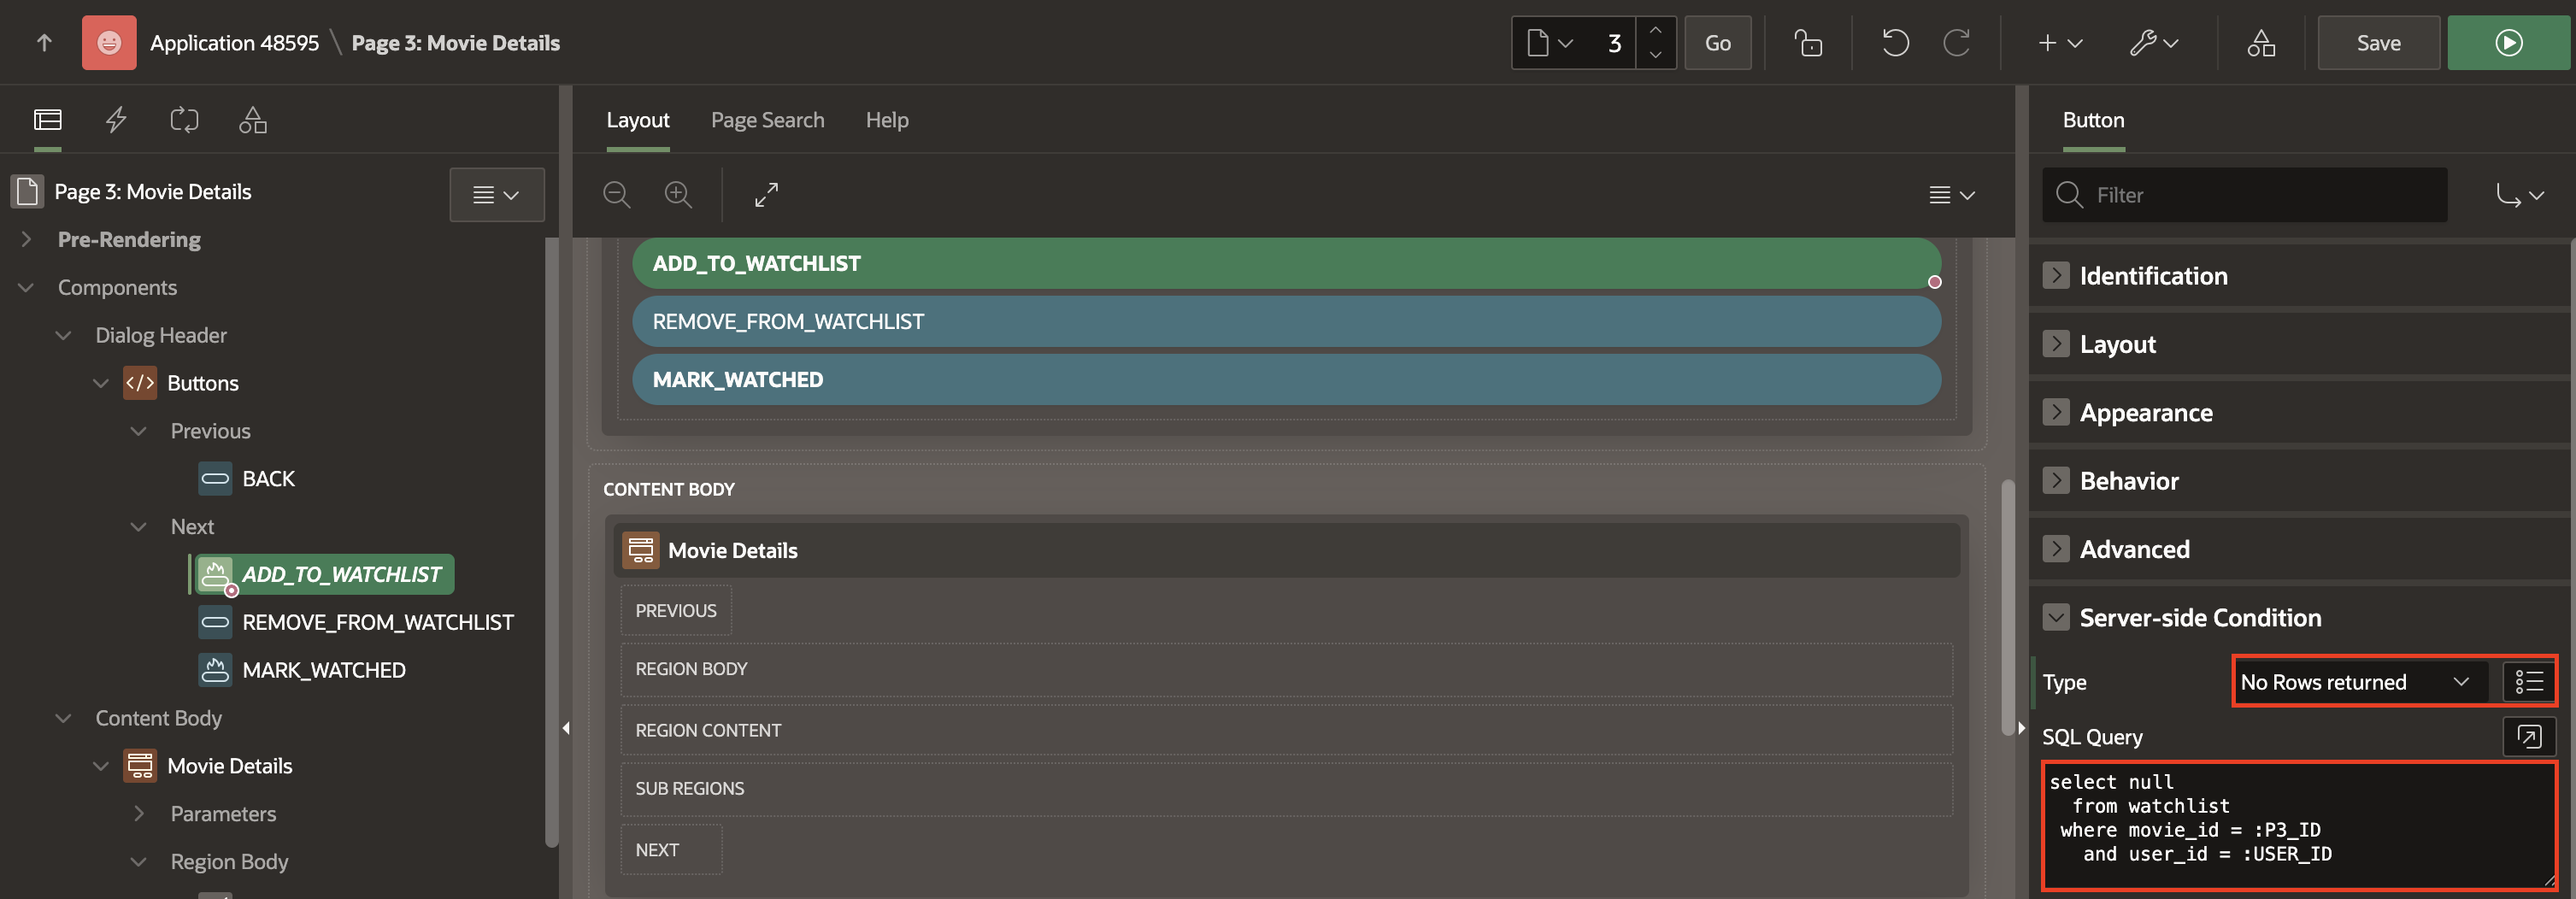 Application 48595 \ Page 3: Movie Details
3
Go
Save
Page 3: Movie Details
Pre-Rendering
Components
Dialog Header
Buttons
Previous
BACK
Next
ADD_TO_WATCHLIST
REMOVE_FROM_WATCHLIST
MARK_WATCHED
Content Body
Movie Details
Parameters
Region Body
Layout Page Search Help
ADD_TO_WATCHLIST
REMOVE_FROM_WATCHLIST
MARK_WATCHED
CONTENT BODY
Movie Details
PREVIOUS
REGION BODY
REGION CONTENT
SUB REGIONS
NEXT
Button
Filter
Identification
Layout
Appearance
Behavior
Advanced
Server-side Condition
Type No Rows returned
SQL Query
select null
from watchlist
where movie_id = :P3_ID
and user_id = :USER_ID